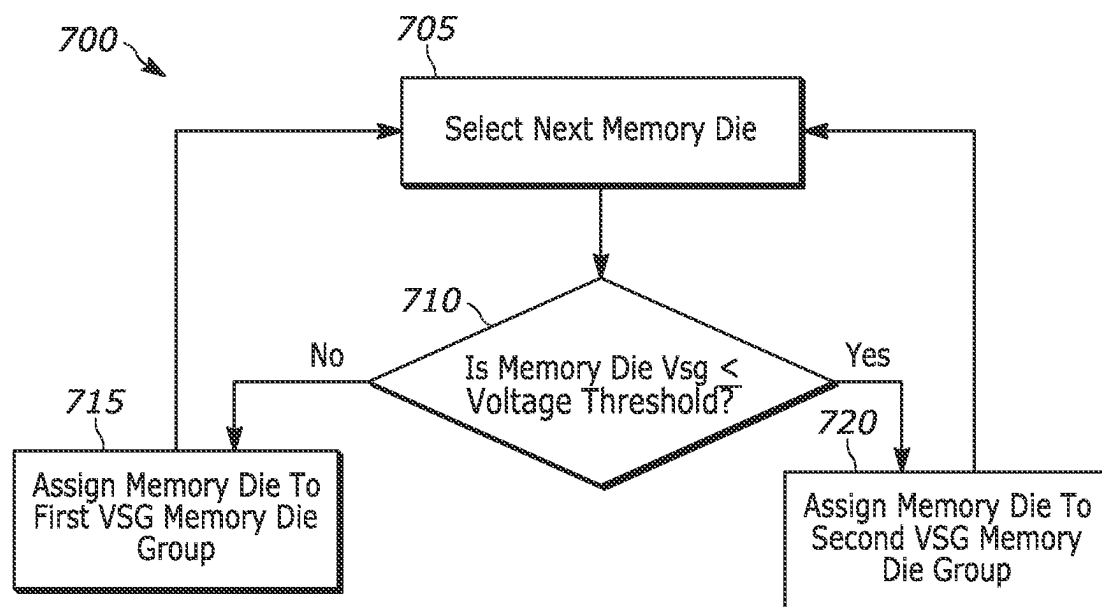 700
705
Select Next Memory Die
710
No
Is Memory Die Vsg ≤
Voltage Threshold?
Yes
715
Assign Memory Die To
First VSG Memory Die
Group
720
Assign Memory Die To
Second VSG Memory
Die Group